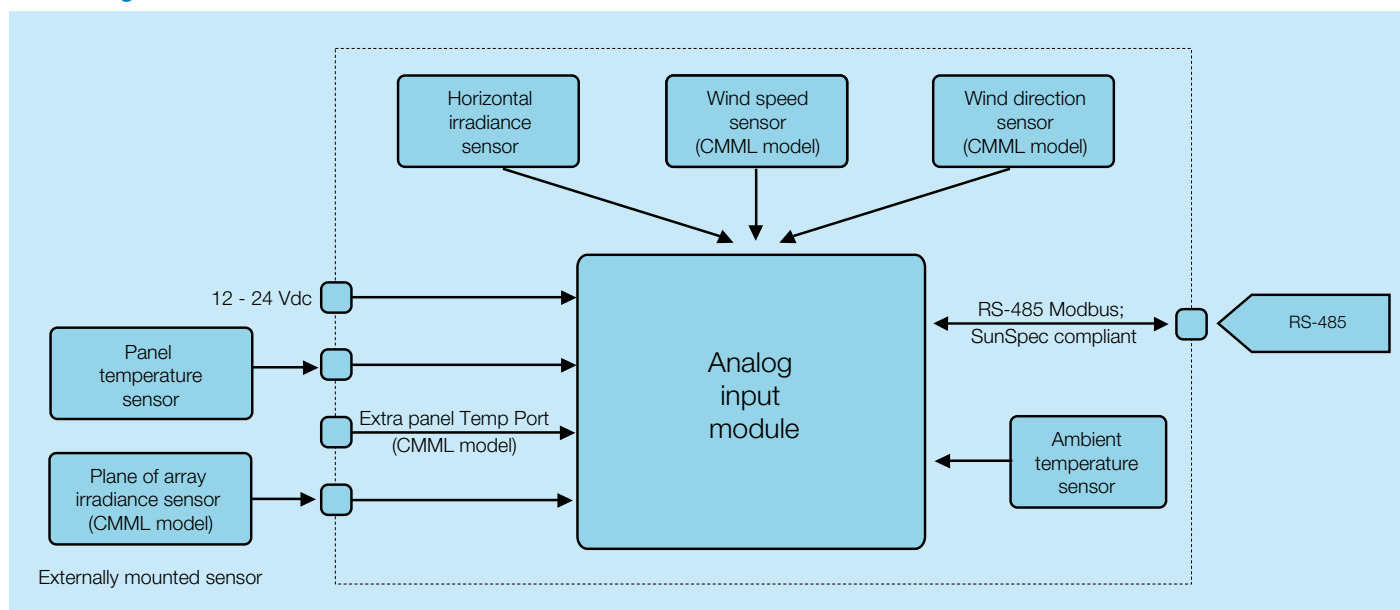 Horizontal
irradiance
sensor
Wind speed
sensor
(CMML model)
Wind direction
sensor
(CMML model)
12 - 24 Vdc
Panel
temperature
sensor
Extra panel Temp Port
(CMML model)
Plane of array
irradiance sensor
(CMML model)
Externally mounted sensor
Analog
input
module
RS-485 Modbus;
SunSpec compliant
RS-485
Ambient
temperature
sensor